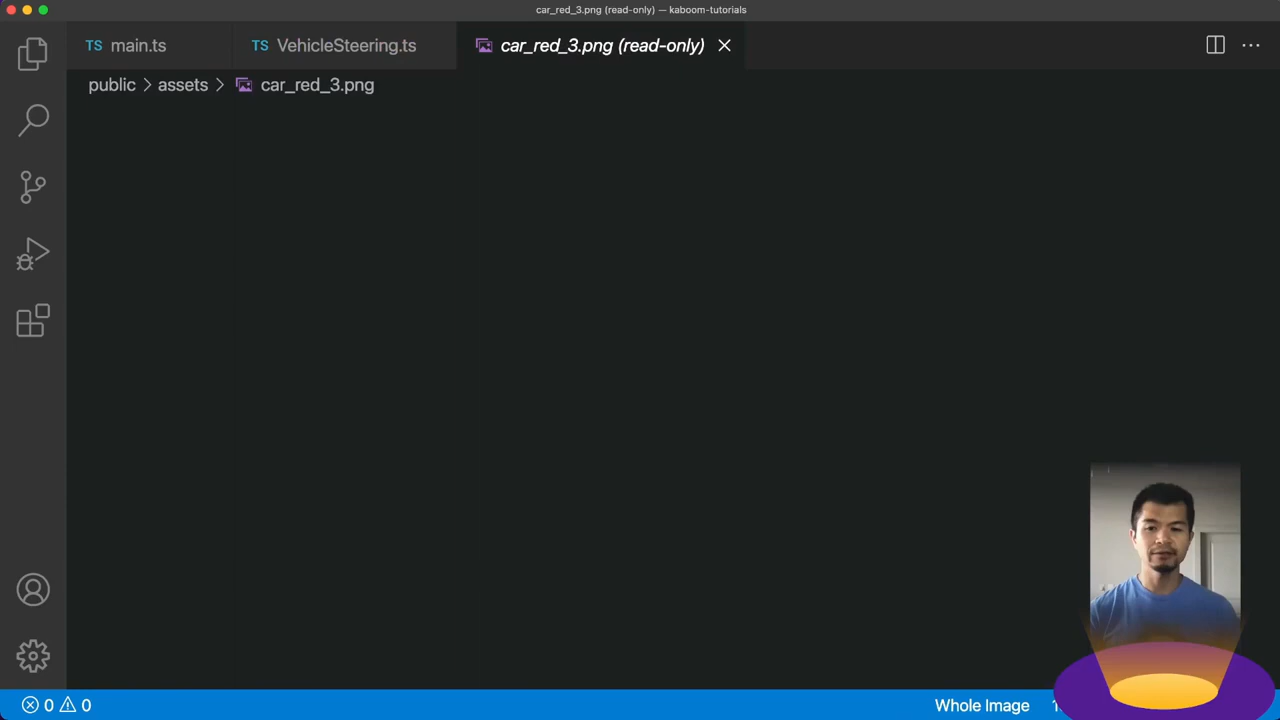 car_red_3.png (read-only) — kaboom-tutorials
TS main.ts
TS VehicleSteering.ts
car_red_3.png (read-only)
public > assets > car_red_3.png
0 0
Whole Image